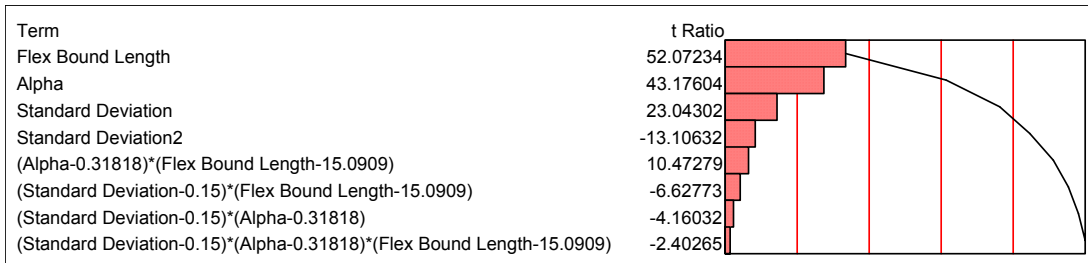 Term t Ratio
Flex Bound Length 52.07234
Alpha 43.17604
Standard Deviation 23.04302
Standard Deviation2 -13.10632
(Alpha-0.31818)*(Flex Bound Length-15.0909) 10.47279
(Standard Deviation-0.15)*(Flex Bound Length-15.0909) -6.62773
(Standard Deviation-0.15)*(Alpha-0.31818) -4.16032
(Standard Deviation-0.15)*(Alpha-0.31818)*(Flex Bound Length-15.0909) -2.40265